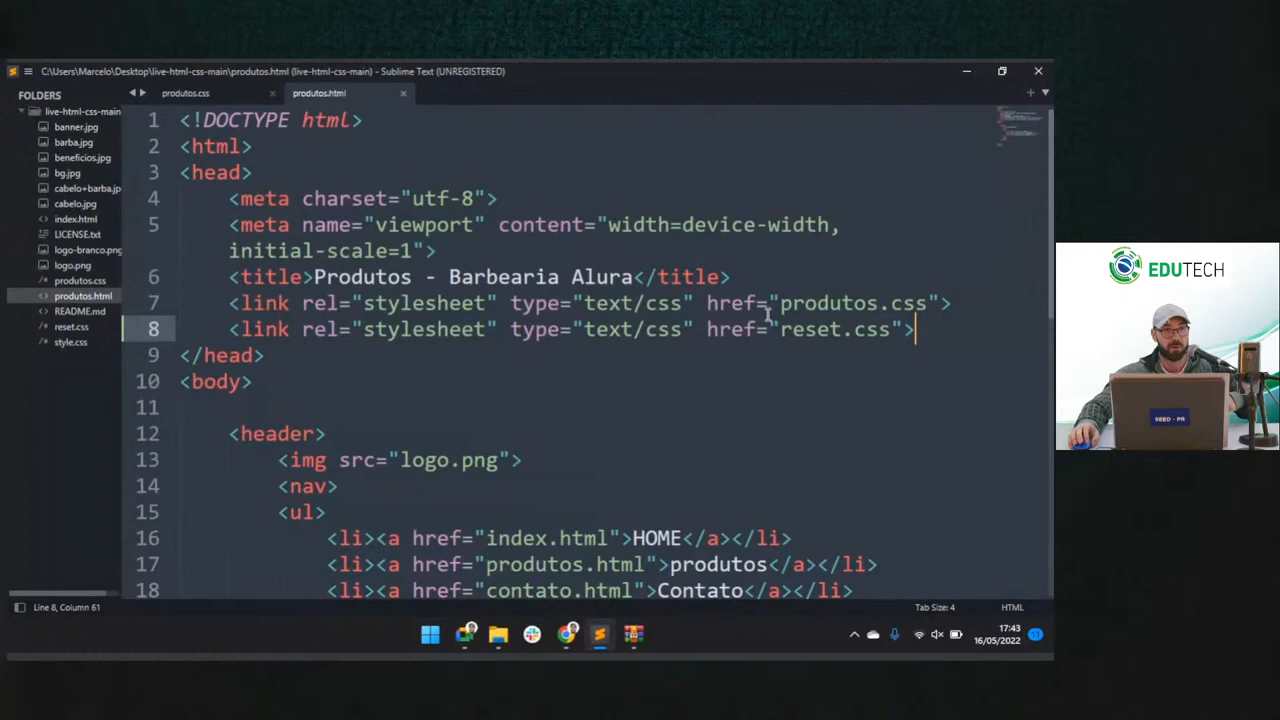 C:\Users\Marcelo\Desktop\live-html-css-main\produtos.html (live-html-css-main) - Sublime Text (UNREGISTERED)
FOLDERS
live-html-css-main
banner.jpg
barba.jpg
beneficios.jpg
bg.jpg
cabelo+barba.jp
cabelo.jpg
index.html
LICENSE.txt
logo-branco.png
logo.png
produtos.css
produtos.html
README.md
reset.css
style.css
produtos.css
produtos.html
1 <!DOCTYPE html>
2 <html>
3 <head>
4 <meta charset="utf-8">
5 <meta name="viewport" content="width=device-width,
initial-scale=1">
6 <title>Produtos - Barbearia Alura</title>
7 <link rel="stylesheet" type="text/css" href="produtos.css">
8 <link rel="stylesheet" type="text/css" href="reset.css">
9 </head>
10 <body>
11
12 <header>
13 <img src="logo.png">
14 <nav>
15 <ul>
16 <li><a href="index.html">HOME</a></li>
17 <li><a href="produtos.html">produtos</a></li>
18 <li><a href="contato.html">Contato</a></li>
Line 8, Column 61
Tab Size: 4
HTML
17:43
16/05/2022
11
EDUTECH
SEED - PR